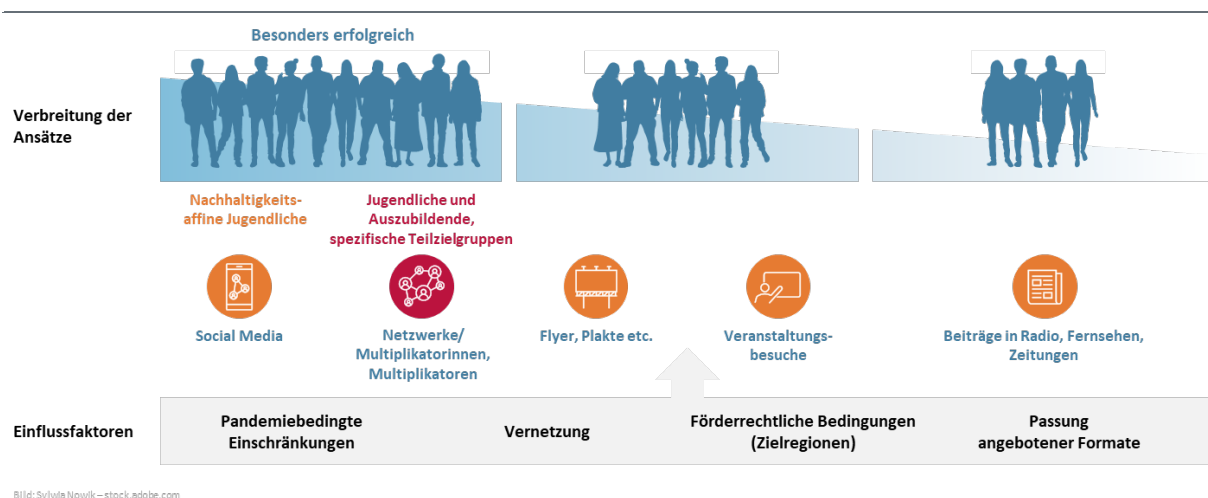 Besonders erfolgreich
Verbreitung der
Ansätze
Nachhaltigkeits-
affine Jugendliche
Jugendliche und
Auszubildende,
spezifische Teilzielgruppen
Social Media
Netzwerke/
Multiplikatorinnen,
Multiplikatoren
Flyer, Plakte etc.
Veranstaltungs-
besuche
Beiträge in Radio, Fernsehen,
Zeitungen
Einflussfaktoren
Pandemiebedingte
Einschränkungen
Vernetzung
Förderrechtliche Bedingungen
(Zielregionen)
Passung
angebotener Formate
Bild: Sylwia Nowik – stock.adobe.com